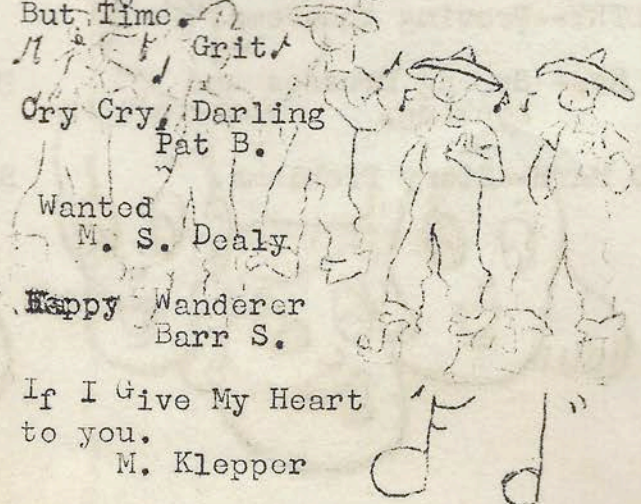 But Time.
Grit
Cry Cry, Darling
Pat B.
Wanted
M. S. Dealy
Happy Wanderer
Barr S.
If I Give My Heart
to you.
M. Klepper